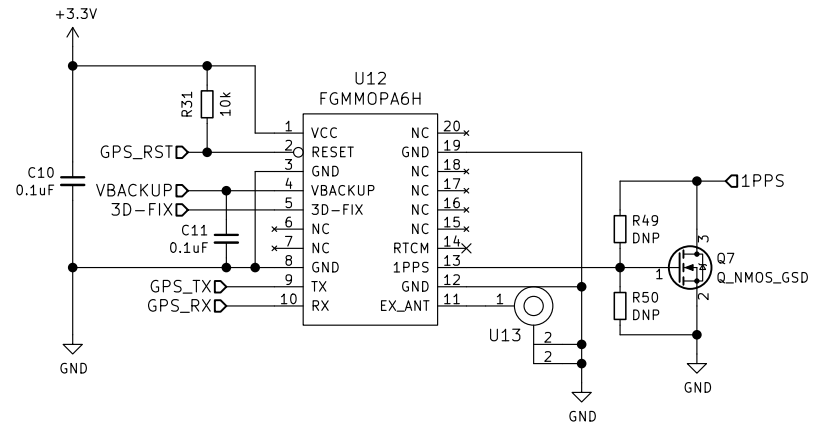 +3.3V
U12
FGMMOPA6H
R31
10k
C10
0.1uF
GPS_RST
VBACKUP
3D-FIX
C11
0.1uF
GPS_TX
GPS_RX
1 VCC
2 RESET
3 GND
4 VBACKUP
5 3D-FIX
6 NC
7 NC
8 GND
9 TX
10 RX
NC 20
GND 19
NC 18
NC 17
NC 16
NC 15
RTCM 14
1PPS 13
GND 12
EX_ANT 11
1
U13
2
2
1PPS
R49
DNP
R50
DNP
3
Q7
1
Q_NMOS_GSD
2
GND
GND
GND